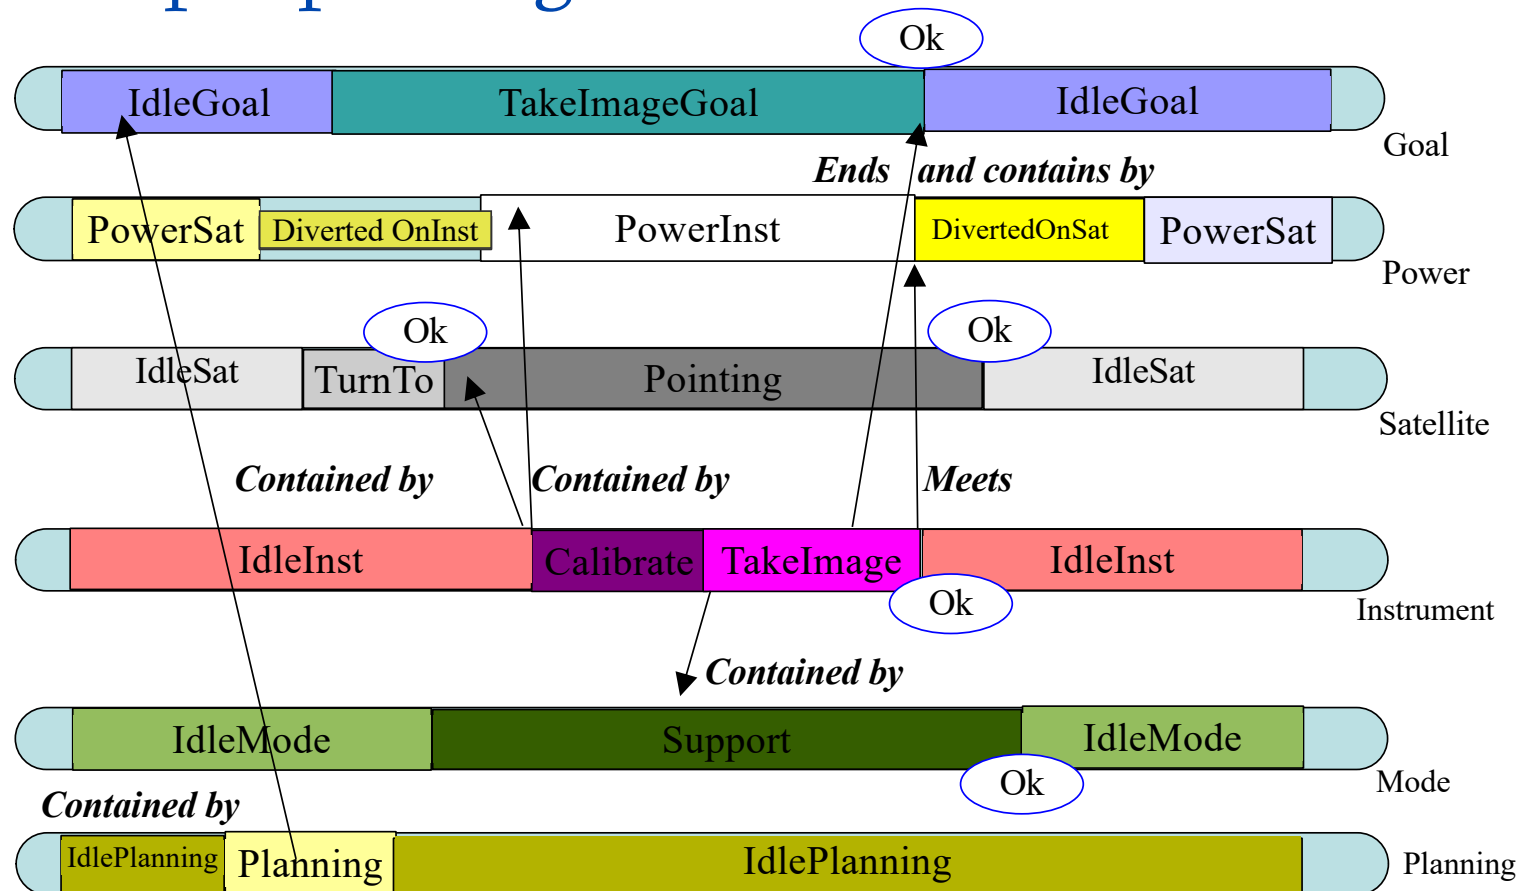 Ok
IdleGoal TakeImageGoal IdleGoal
Goal
Ends and contains by
PowerSat Diverted OnInst PowerInst DivertedOnSat PowerSat
Power
Ok Ok
IdleSat TurnTo Pointing IdleSat
Satellite
Contained by Contained by Meets
IdleInst Calibrate TakeImage IdleInst
Ok
Instrument
Contained by
IdleMode Support IdleMode
Ok
Mode
Contained by
IdlePlanning Planning IdlePlanning Planning